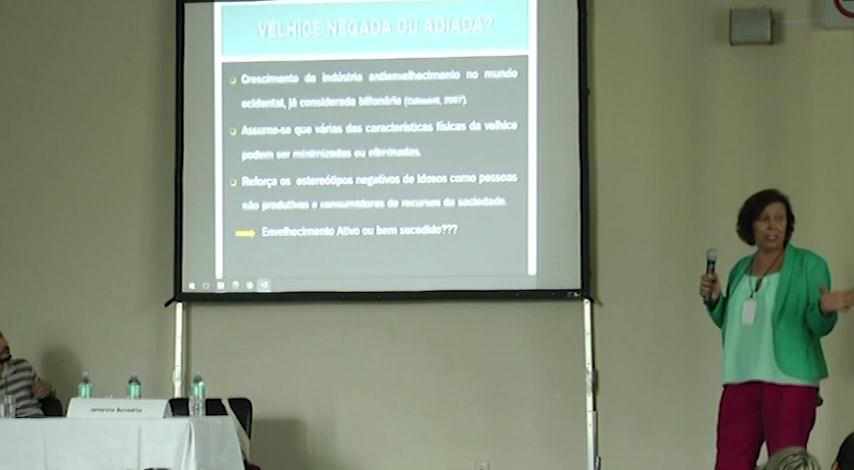 VELHICE NEGADA OU ADIADA?
Crescimento da indústria antienvelhecimento no mundo
ocidental, já considerada bilionária (Calasanti, 2007).
Assume-se que várias das características físicas da velhice
podem ser minimizadas ou eliminadas.
Reforça os estereótipos negativos de idosos como pessoas
não produtivas e consumidoras de recursos da sociedade.
Envelhecimento Ativo ou bem sucedido???